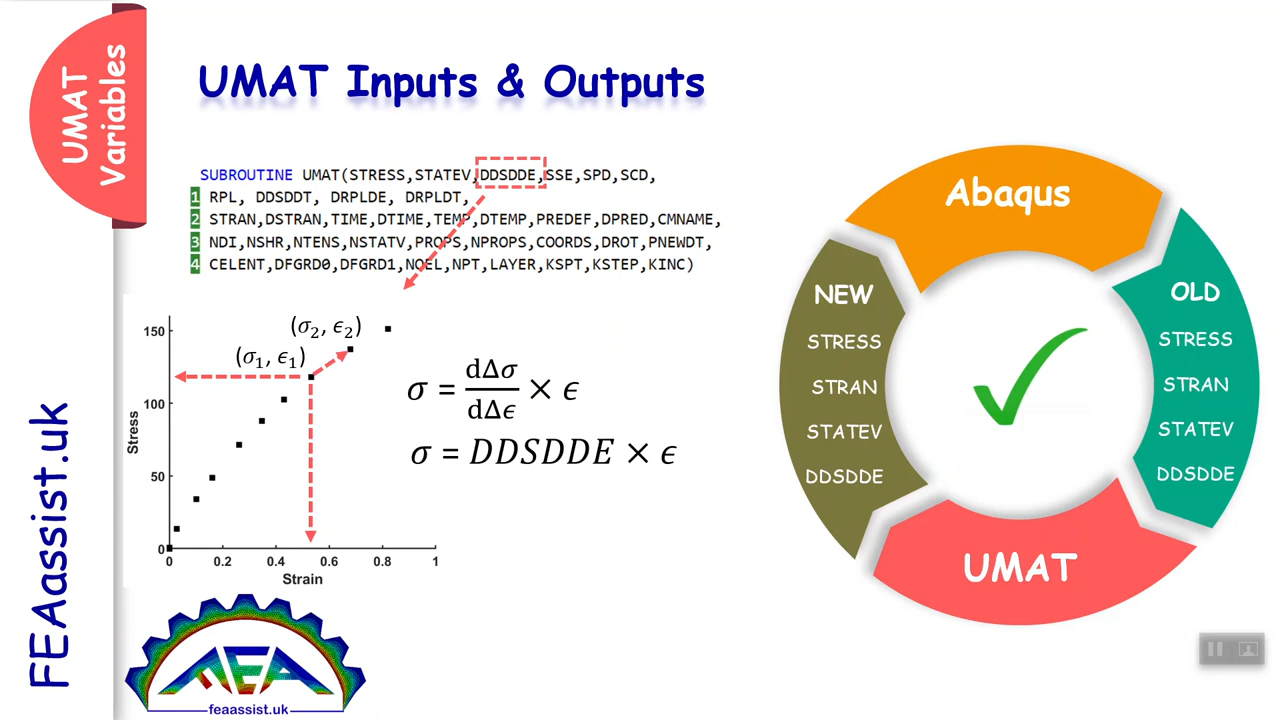 UMAT
Variables
UMAT Inputs & Outputs
SUBROUTINE UMAT(STRESS,STATEV,DDSDDE,SSE,SPD,SCD,
1 RPL, DDSDDT, DRPLDE, DRPLDT,
2 STRAN,DSTRAN,TIME,DTIME,TEMP,DTEMP,PREDEF,DPRED,CMNAME,
3 NDI,NSHR,NTENS,NSTATV,PROPS,NPROPS,COORDS,DROT,PNEWDT,
4 CELENT,DFGRD0,DFGRD1,NOEL,NPT,LAYER,KSPT,KSTEP,KINC)
150
100
50
0
Stress
(σ₂, ϵ₂)
(σ₁, ϵ₁)
0 0.2 0.4 0.6 0.8 1
Strain
σ = dΔσ/dΔϵ × ϵ
σ = DDSDDE × ϵ
Abaqus
OLD
STRESS
STRAN
STATEV
DDSDDE
UMAT
NEW
STRESS
STRAN
STATEV
DDSDDE
FEAassist.uk
FEA
feaassist.uk